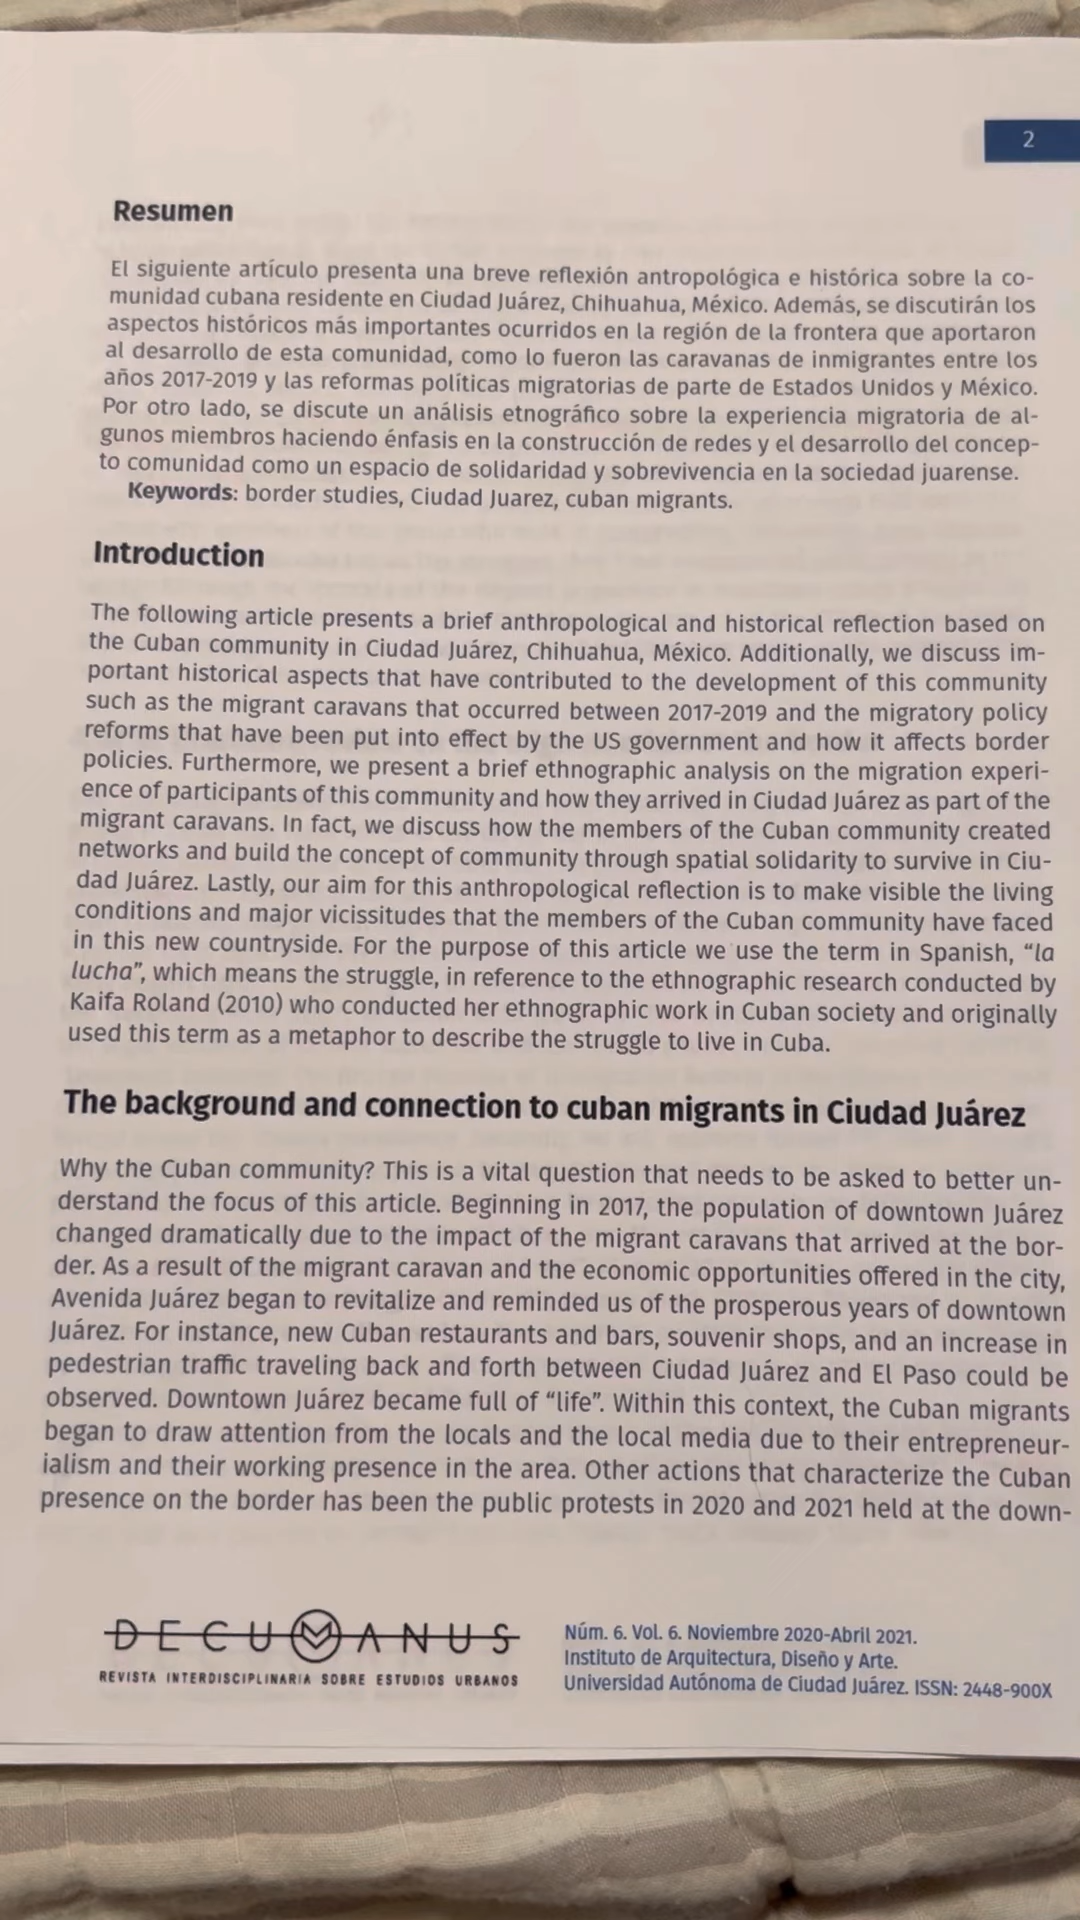 2
Resumen
El siguiente artículo presenta una breve reflexión antropológica e histórica sobre la co-
munidad cubana residente en Ciudad Juárez, Chihuahua, México. Además, se discutirán los
aspectos históricos más importantes ocurridos en la región de la frontera que aportaron
al desarrollo de esta comunidad, como lo fueron las caravanas de inmigrantes entre los
años 2017-2019 y las reformas políticas migratorias de parte de Estados Unidos y México.
Por otro lado, se discute un análisis etnográfico sobre la experiencia migratoria de al-
gunos miembros haciendo énfasis en la construcción de redes y el desarrollo del concep-
to comunidad como un espacio de solidaridad y sobrevivencia en la sociedad juarense.
Keywords: border studies, Ciudad Juarez, cuban migrants.
Introduction
The following article presents a brief anthropological and historical reflection based on
the Cuban community in Ciudad Juárez, Chihuahua, México. Additionally, we discuss im-
portant historical aspects that have contributed to the development of this community
such as the migrant caravans that occurred between 2017-2019 and the migratory policy
reforms that have been put into effect by the US government and how it affects border
policies. Furthermore, we present a brief ethnographic analysis on the migration experi-
ence of participants of this community and how they arrived in Ciudad Juárez as part of the
migrant caravans. In fact, we discuss how the members of the Cuban community created
networks and build the concept of community through spatial solidarity to survive in Ciu-
dad Juárez. Lastly, our aim for this anthropological reflection is to make visible the living
conditions and major vicissitudes that the members of the Cuban community have faced
in this new countryside. For the purpose of this article we use the term in Spanish, “la
lucha”, which means the struggle, in reference to the ethnographic research conducted by
Kaifa Roland (2010) who conducted her ethnographic work in Cuban society and originally
used this term as a metaphor to describe the struggle to live in Cuba.
The background and connection to cuban migrants in Ciudad Juárez
Why the Cuban community? This is a vital question that needs to be asked to better un-
derstand the focus of this article. Beginning in 2017, the population of downtown Juárez
changed dramatically due to the impact of the migrant caravans that arrived at the bor-
der. As a result of the migrant caravan and the economic opportunities offered in the city,
Avenida Juárez began to revitalize and reminded us of the prosperous years of downtown
Juárez. For instance, new Cuban restaurants and bars, souvenir shops, and an increase in
pedestrian traffic traveling back and forth between Ciudad Juárez and El Paso could be
observed. Downtown Juárez became full of “life”. Within this context, the Cuban migrants
began to draw attention from the locals and the local media due to their entrepreneur-
ialism and their working presence in the area. Other actions that characterize the Cuban
presence on the border has been the public protests in 2020 and 2021 held at the down-
DECUMANUS
REVISTA INTERDISCIPLINARIA SOBRE ESTUDIOS URBANOS
Núm. 6. Vol. 6. Noviembre 2020-Abril 2021.
Instituto de Arquitectura, Diseño y Arte.
Universidad Autónoma de Ciudad Juárez. ISSN: 2448-900X